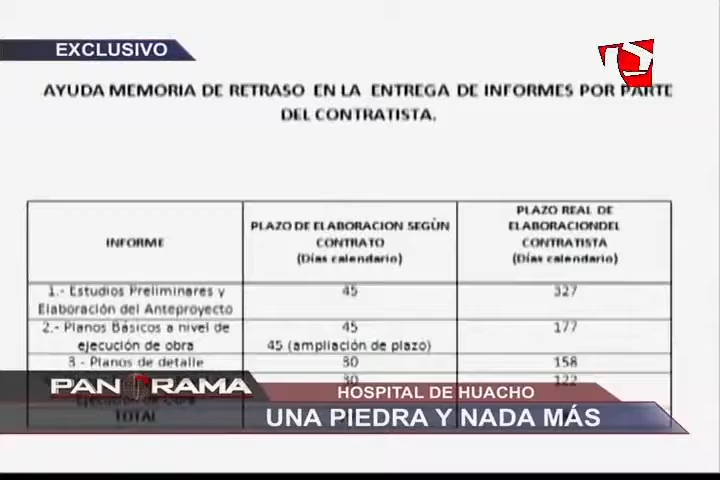 EXCLUSIVO
AYUDA MEMORIA DE RETRASO EN LA ENTREGA DE INFORMES POR PARTE
DEL CONTRATISTA.
INFORME
PLAZO DE ELABORACION SEGÚN
CONTRATO
(Días calendario)
PLAZO REAL DE
ELABORACIONDEL
CONTRATISTA
(Días calendario)
1.- Estudios Preliminares y
Elaboración del Anteproyecto
45
327
2.- Planos Básicos a nivel de
ejecución de obra
45
45 (ampliación de plazo)
177
3.- Planos de detalle
30
158
30
122
TOTAL
PANORAMA
HOSPITAL DE HUACHO
UNA PIEDRA Y NADA MÁS